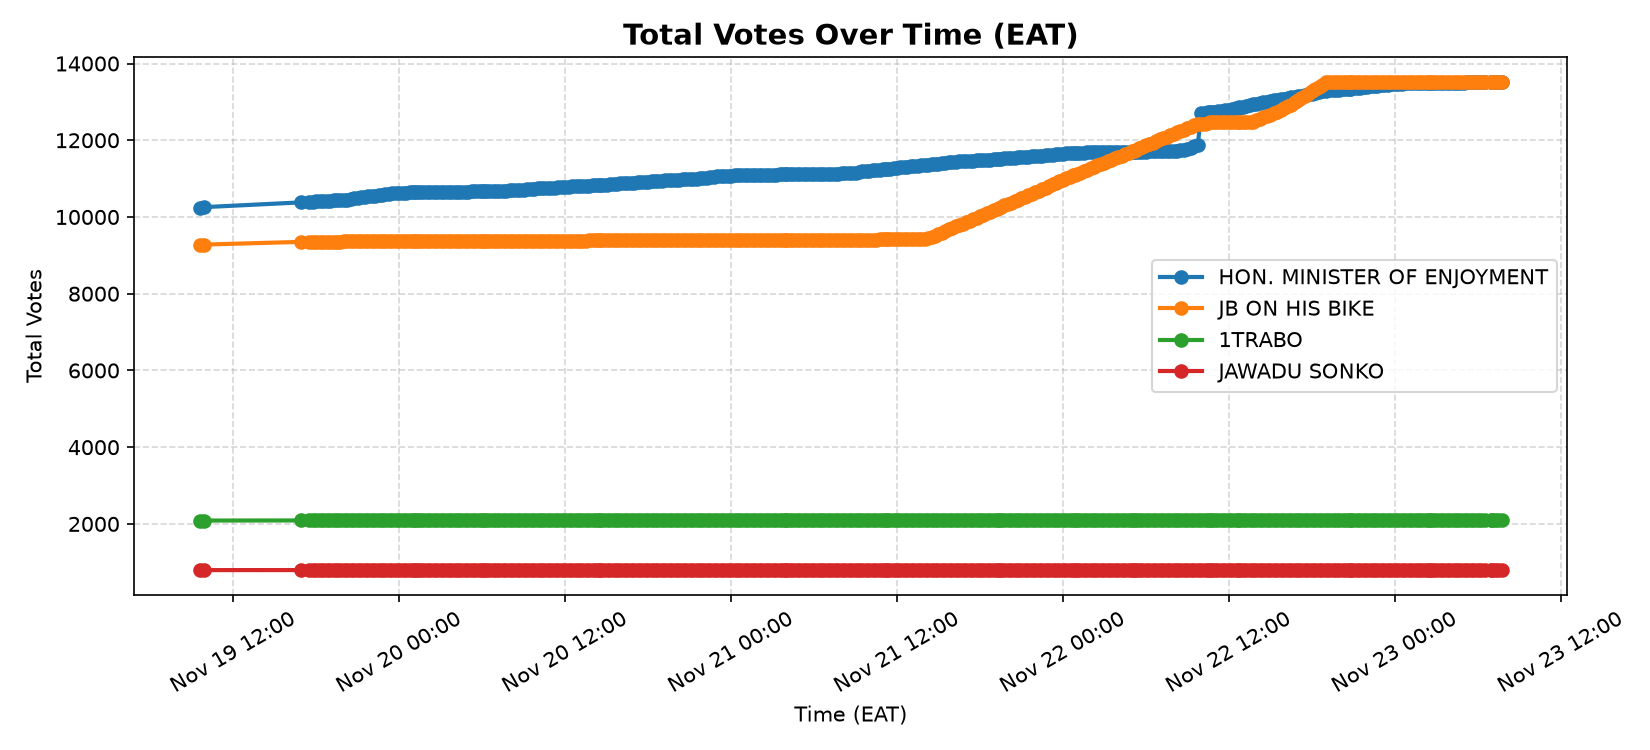 Total Votes Over Time (EAT)
14000
12000
10000
8000
6000
4000
2000
Total Votes
HON. MINISTER OF ENJOYMENT
JB ON HIS BIKE
1TRABO
JAWADU SONKO
Nov 19 12:00
Nov 20 00:00
Nov 20 12:00
Nov 21 00:00
Nov 21 12:00
Nov 22 00:00
Nov 22 12:00
Nov 23 00:00
Nov 23 12:00
Time (EAT)